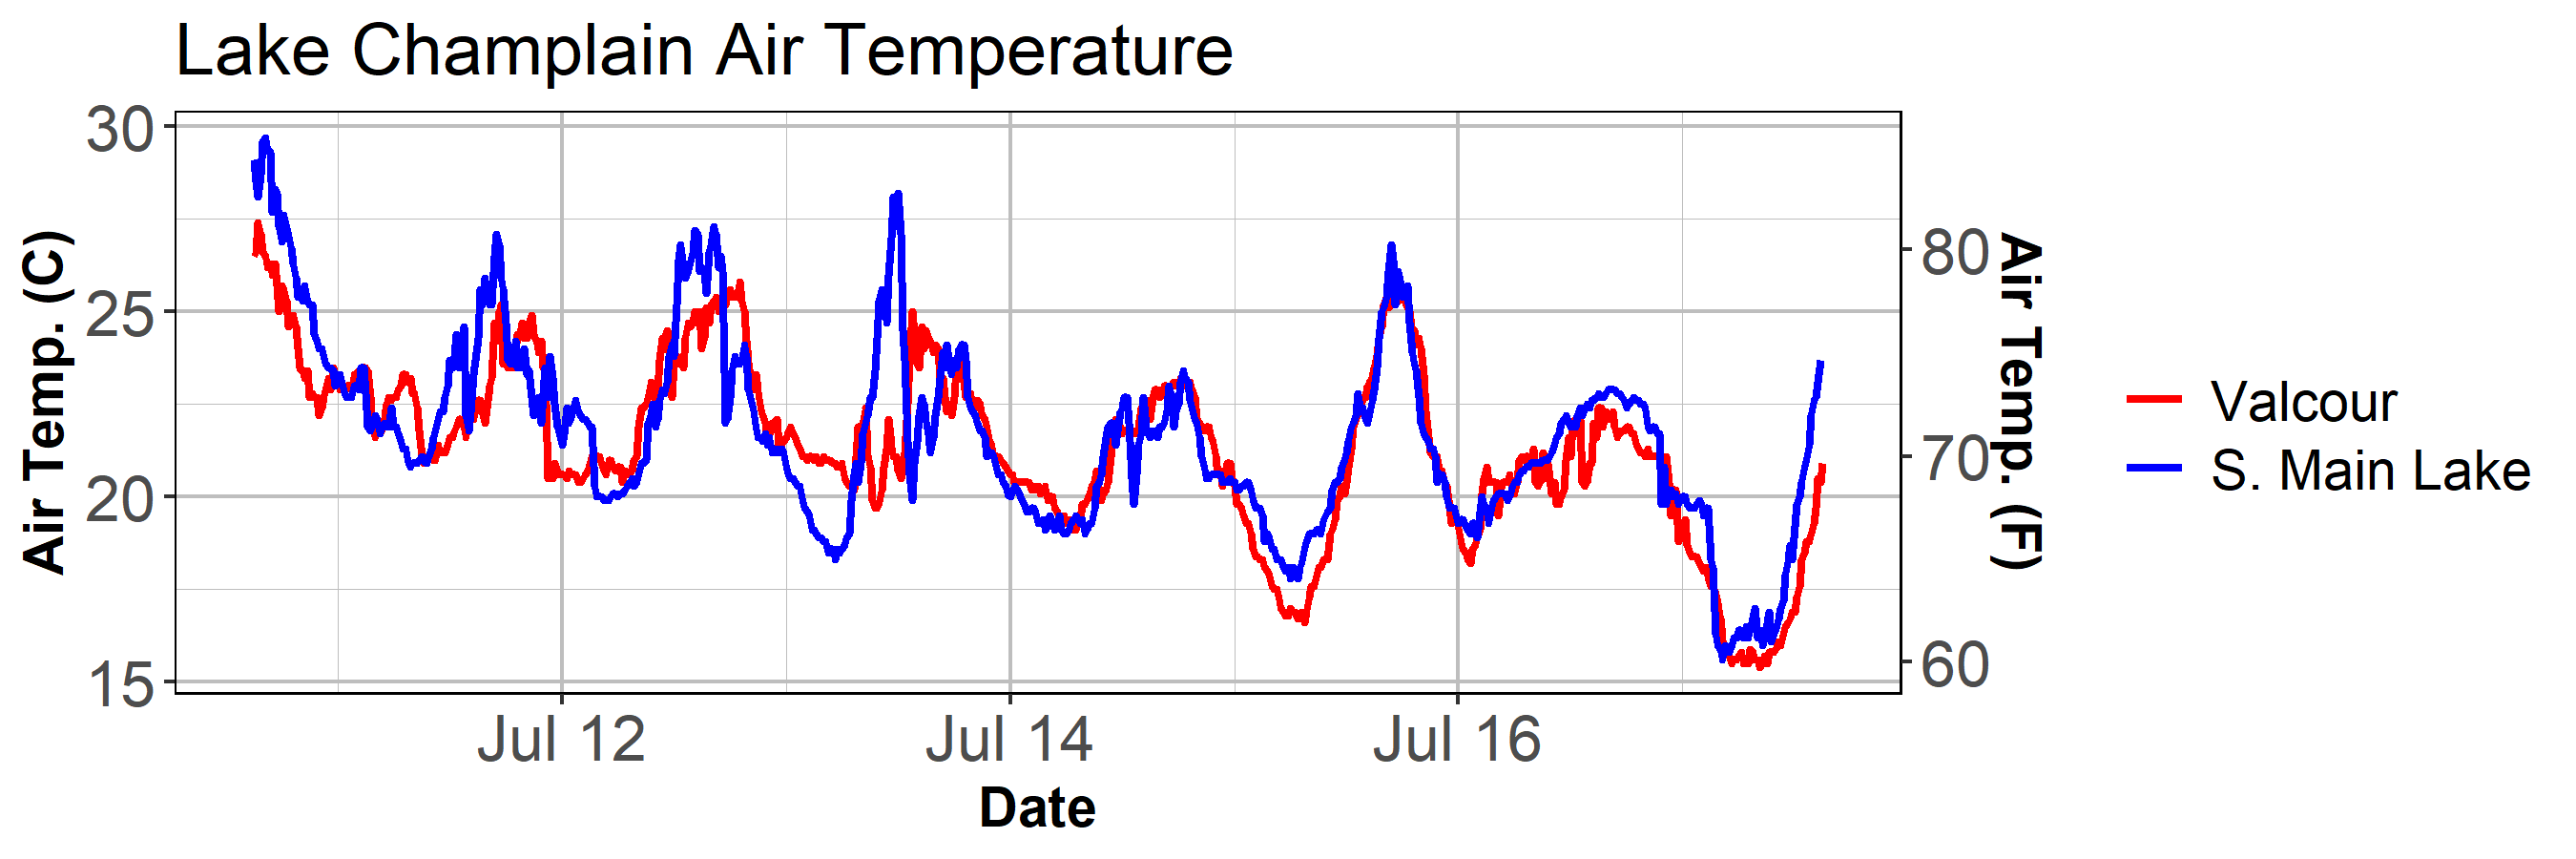 Lake Champlain Air Temperature
Air Temp. (C)
30
25
20
15
80
70
60
Air Temp. (F)
Jul 12
Jul 14
Jul 16
Date
Valcour
S. Main Lake